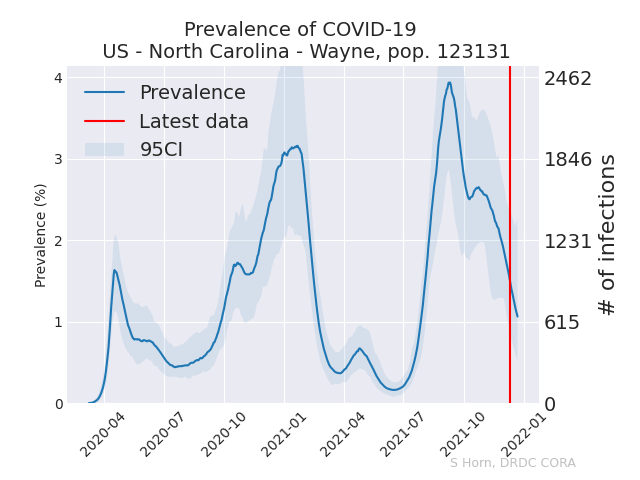 Prevalence of COVID-19
US - North Carolina - Wayne, pop. 123131
Prevalence
Latest data
95CI
Prevalence (%)
4
3
2
1
0
2462
1846
1231
615
0
# of infections
2020-04
2020-07
2020-10
2021-01
2021-04
2021-07
2021-10
2022-01
S Horn, DRDC CORA